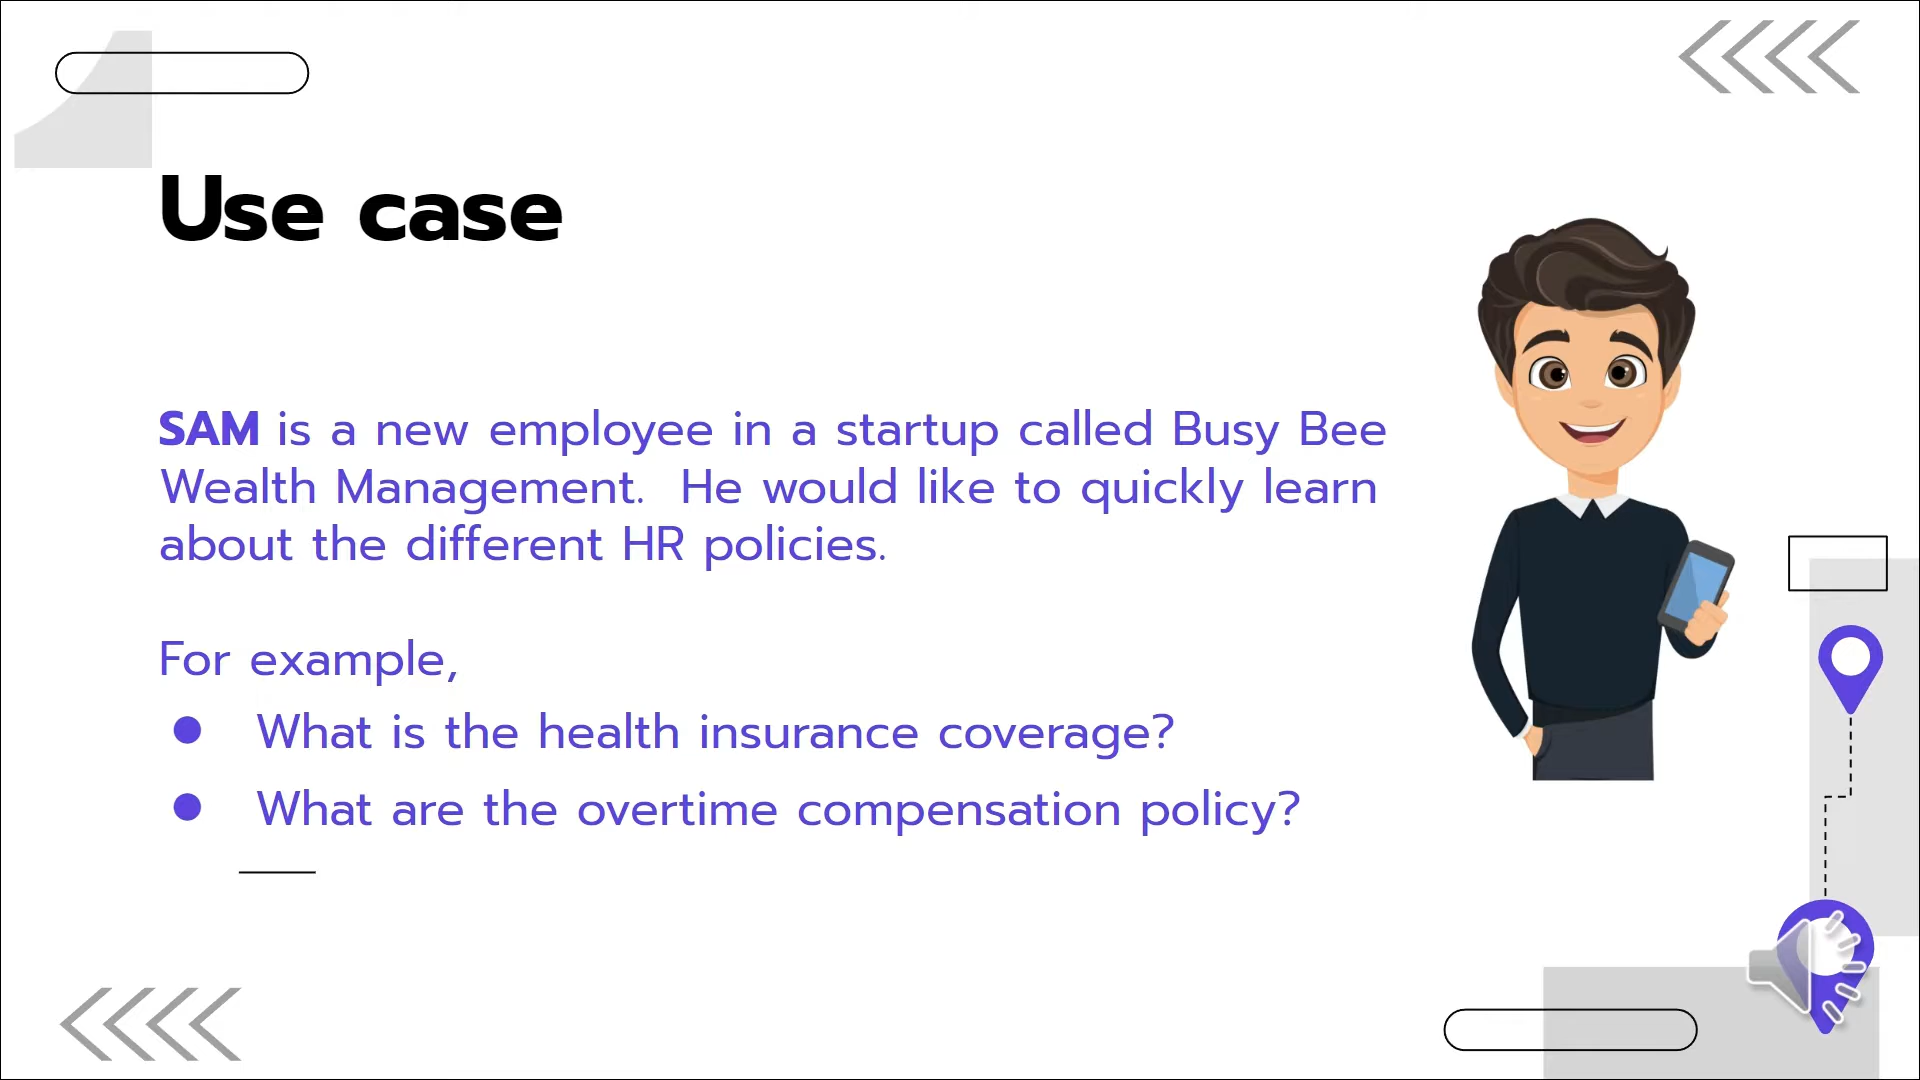 Use case
SAM is a new employee in a startup called Busy Bee
Wealth Management.  He would like to quickly learn
about the different HR policies.
For example,
● What is the health insurance coverage?
● What are the overtime compensation policy?